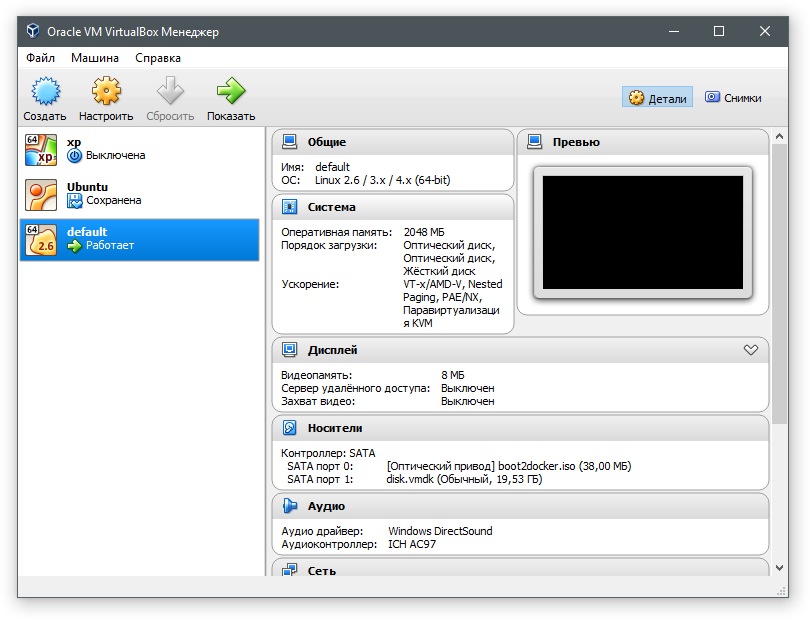 Oracle VM VirtualBox Менеджер
Файл Машина Справка
Создать Настроить Сбросить Показать
Детали Снимки
64
xp
xp
Выключена
Ubuntu
Сохранена
64
2.6
default
Работает
Общие
Имя: default
ОС: Linux 2.6 / 3.x / 4.x (64-bit)
Система
Оперативная память: 2048 МБ
Порядок загрузки: Оптический диск,
Оптический диск,
Жёсткий диск
Ускорение: VT-x/AMD-V, Nested
Paging, PAE/NX,
Паравиртуализаци
я KVM
Превью
Дисплей
Видеопамять: 8 МБ
Сервер удалённого доступа: Выключен
Захват видео: Выключен
Носители
Контроллер: SATA
SATA порт 0: [Оптический привод] boot2docker.iso (38,00 МБ)
SATA порт 1: disk.vmdk (Обычный, 19,53 ГБ)
Аудио
Аудио драйвер: Windows DirectSound
Аудиоконтроллер: ICH AC97
Сеть